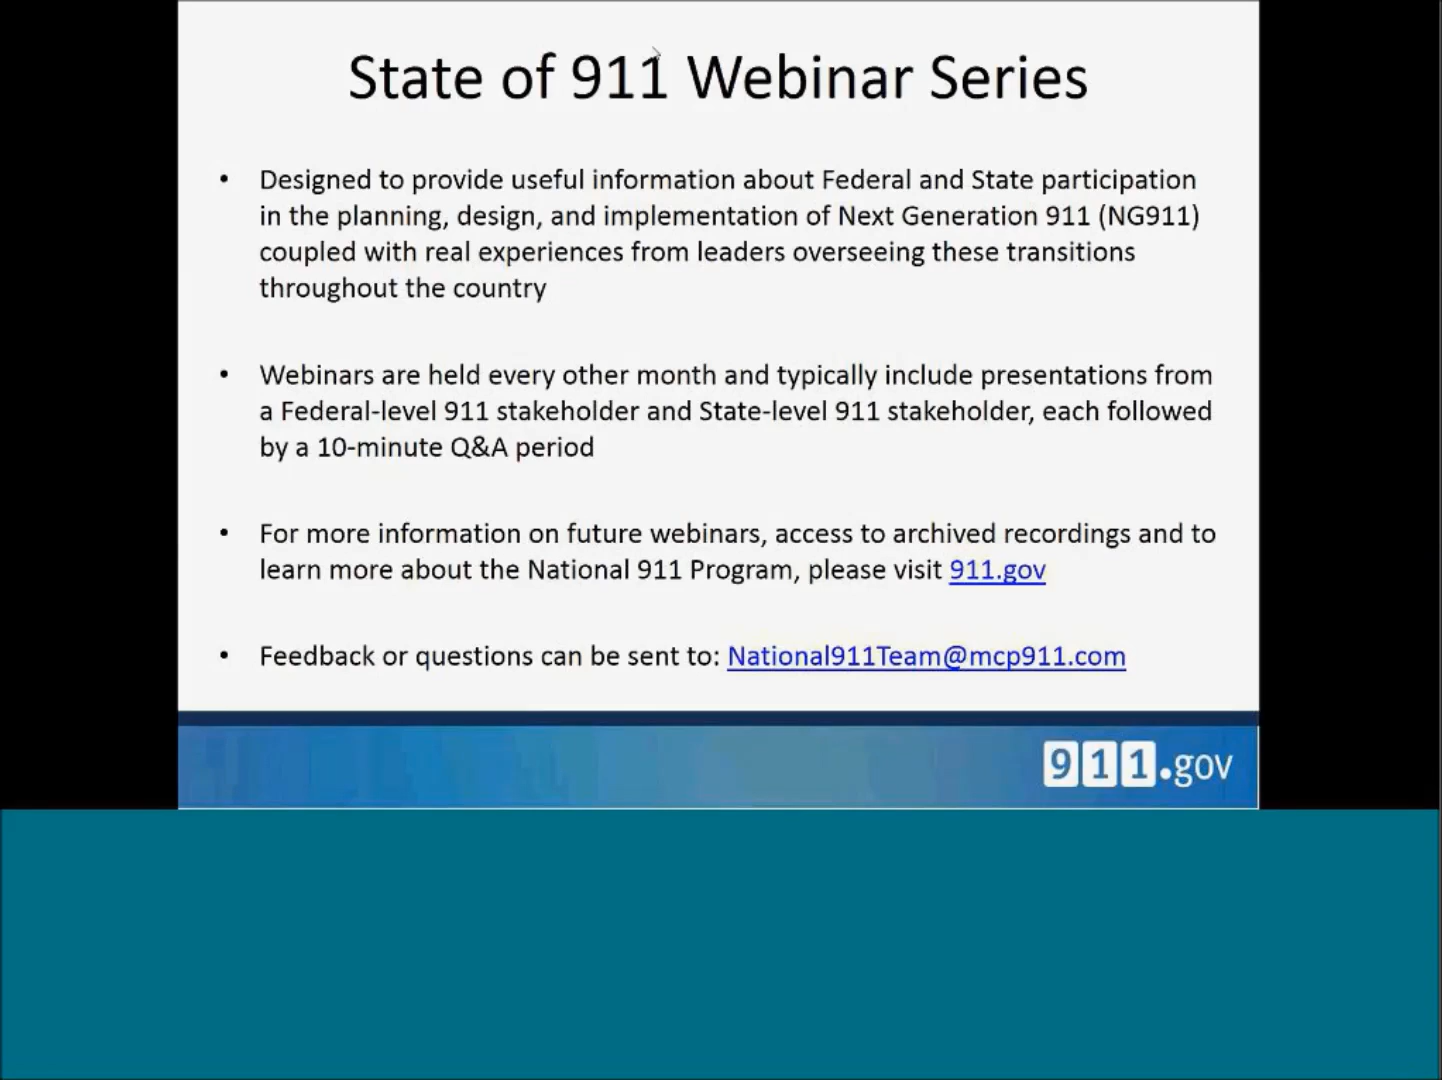 State of 911 Webinar Series
• Designed to provide useful information about Federal and State participation
in the planning, design, and implementation of Next Generation 911 (NG911)
coupled with real experiences from leaders overseeing these transitions
throughout the country
• Webinars are held every other month and typically include presentations from
a Federal-level 911 stakeholder and State-level 911 stakeholder, each followed
by a 10-minute Q&A period
• For more information on future webinars, access to archived recordings and to
learn more about the National 911 Program, please visit 911.gov
• Feedback or questions can be sent to: National911Team@mcp911.com
911.gov